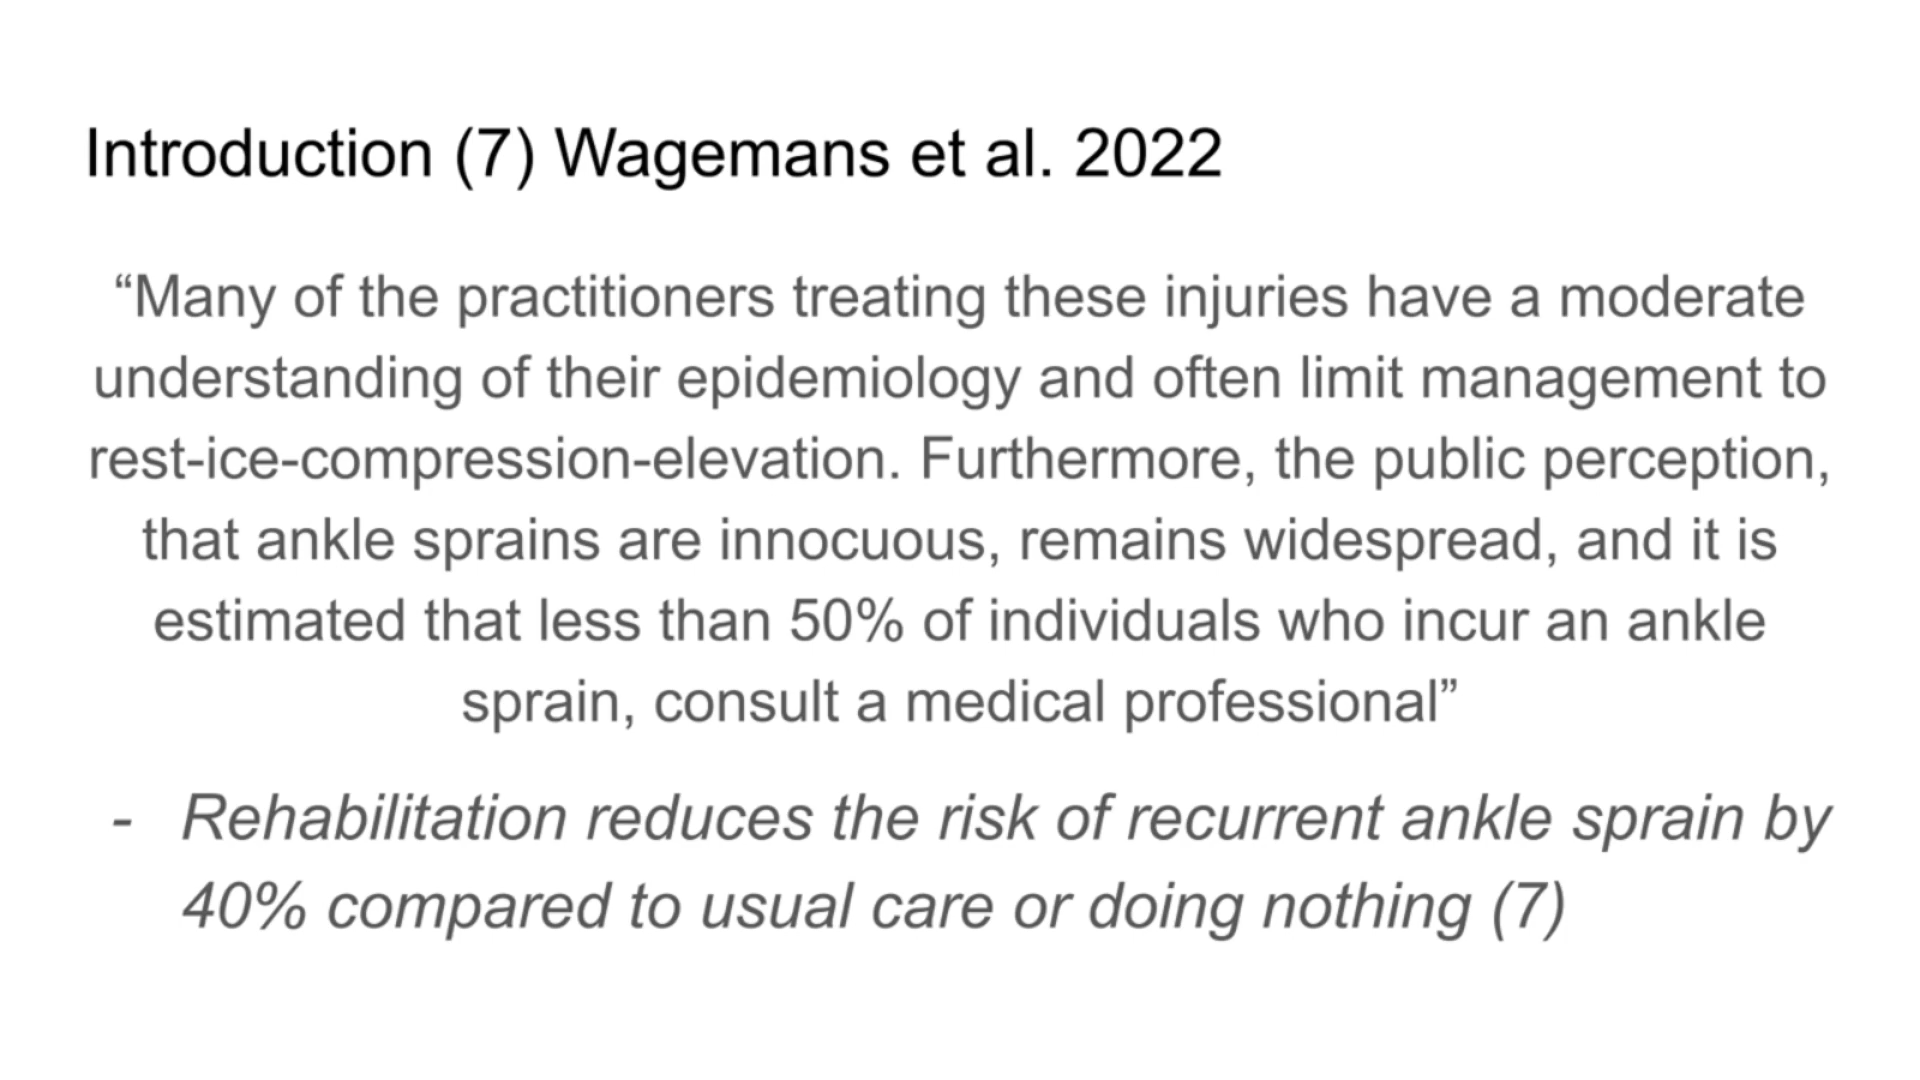 Introduction (7) Wagemans et al. 2022
“Many of the practitioners treating these injuries have a moderate
understanding of their epidemiology and often limit management to
rest-ice-compression-elevation. Furthermore, the public perception,
that ankle sprains are innocuous, remains widespread, and it is
estimated that less than 50% of individuals who incur an ankle
sprain, consult a medical professional”
- Rehabilitation reduces the risk of recurrent ankle sprain by
40% compared to usual care or doing nothing (7)